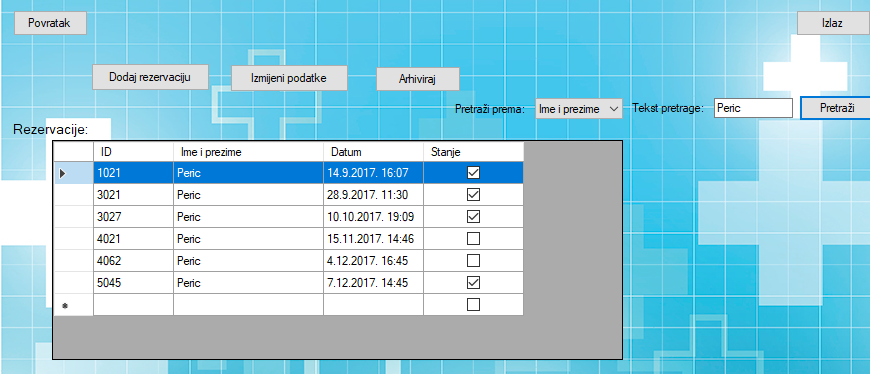 Povratak
Izlaz
Dodaj rezervaciju
Izmijeni podatke
Arhiviraj
Pretraži prema: Ime i prezime Tekst pretrage: Peric Pretraži
Rezervacije:
ID Ime i prezime Datum Stanje
1021 Peric 14.9.2017. 16:07
3021 Peric 28.9.2017. 11:30
3027 Peric 10.10.2017. 19:09
4021 Peric 15.11.2017. 14:46
4062 Peric 4.12.2017. 16:45
5045 Peric 7.12.2017. 14:45